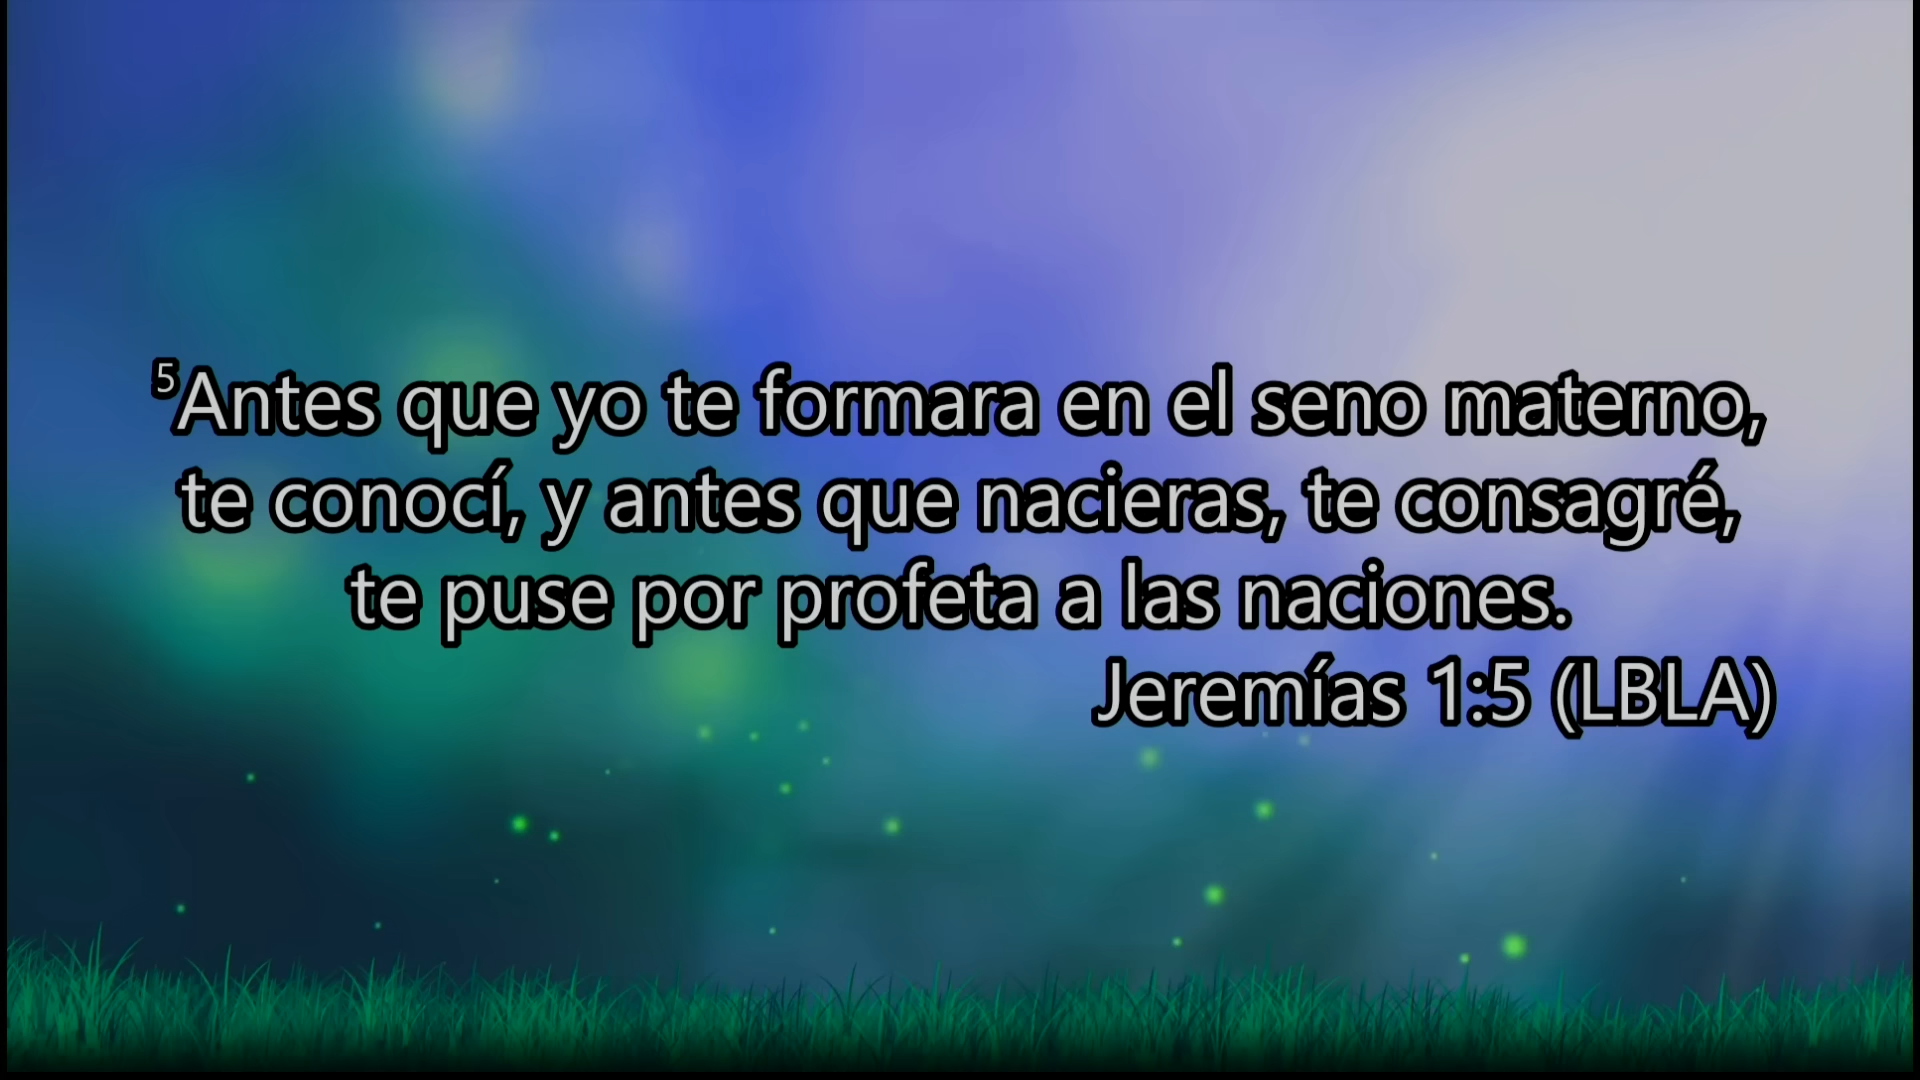 ⁵Antes que yo te formara en el seno materno,
te conocí, y antes que nacieras, te consagré,
te puse por profeta a las naciones.
Jeremías 1:5 (LBLA)